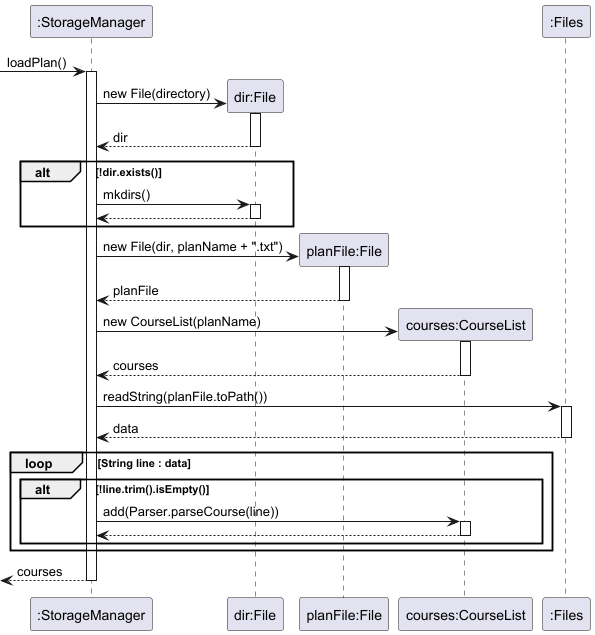 :StorageManager
:Files
loadPlan()
new File(directory)
dir:File
dir
alt
[!dir.exists()]
mkdirs()
new File(dir, planName + ".txt")
planFile:File
planFile
new CourseList(planName)
courses:CourseList
courses
readString(planFile.toPath())
data
loop
[String line : data]
alt
[!line.trim().isEmpty()]
add(Parser.parseCourse(line))
courses
:StorageManager
dir:File
planFile:File
courses:CourseList
:Files